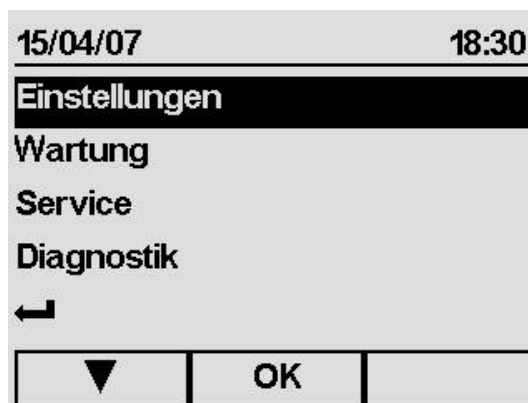 15/04/07 18:30
Einstellungen
Wartung
Service
Diagnostik
OK